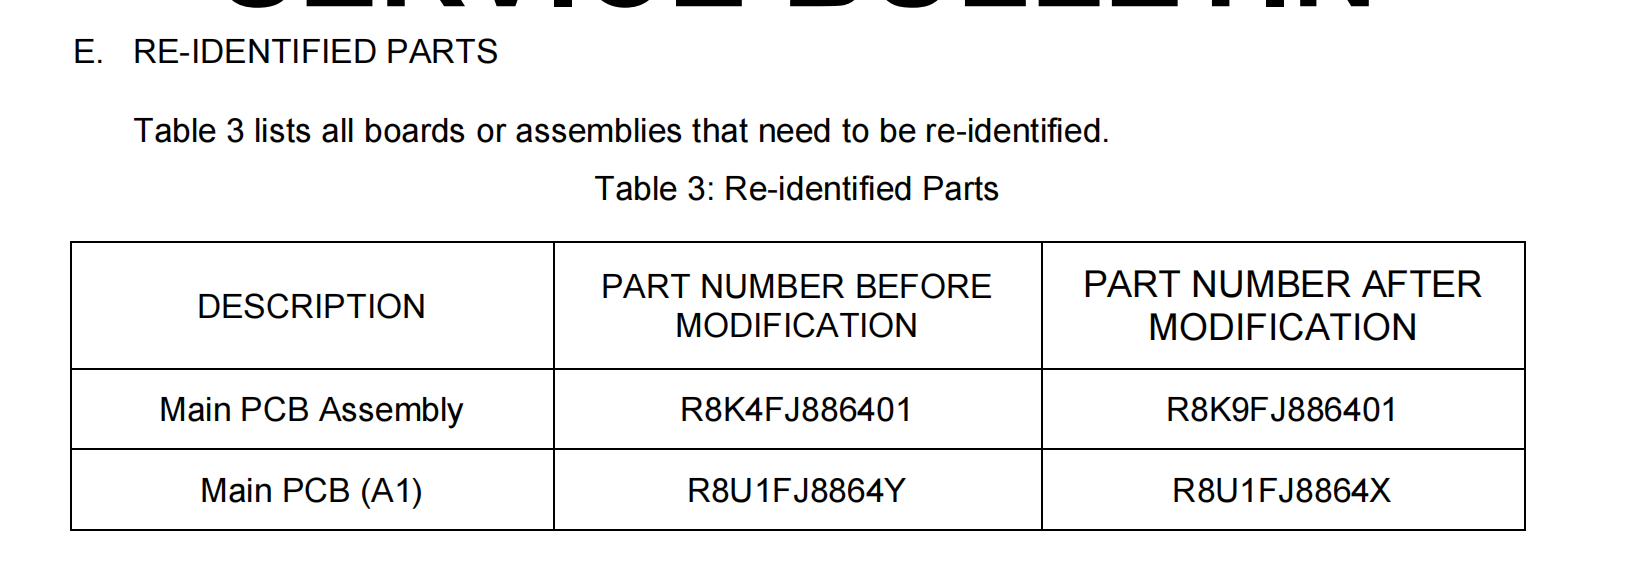 E. RE-IDENTIFIED PARTS
Table 3 lists all boards or assemblies that need to be re-identified.
Table 3: Re-identified Parts
DESCRIPTION
PART NUMBER BEFORE
MODIFICATION
PART NUMBER AFTER
MODIFICATION
Main PCB Assembly
R8K4FJ886401
R8K9FJ886401
Main PCB (A1)
R8U1FJ8864Y
R8U1FJ8864X